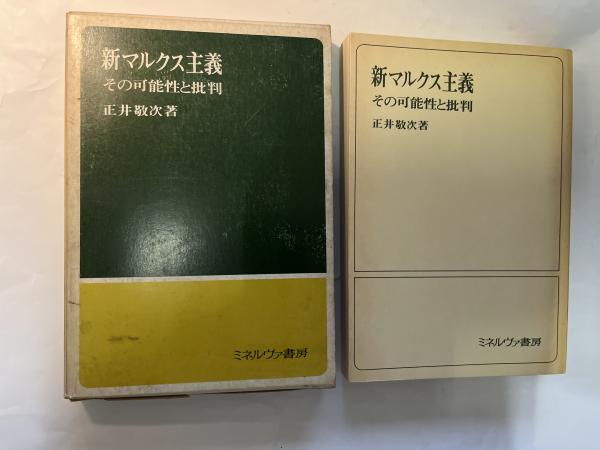 新マルクス主義
その可能性と批判
正井敬次著
ミネルヴァ書房
新マルクス主義
その可能性と批判
正井敬次著
ミネルヴァ書房